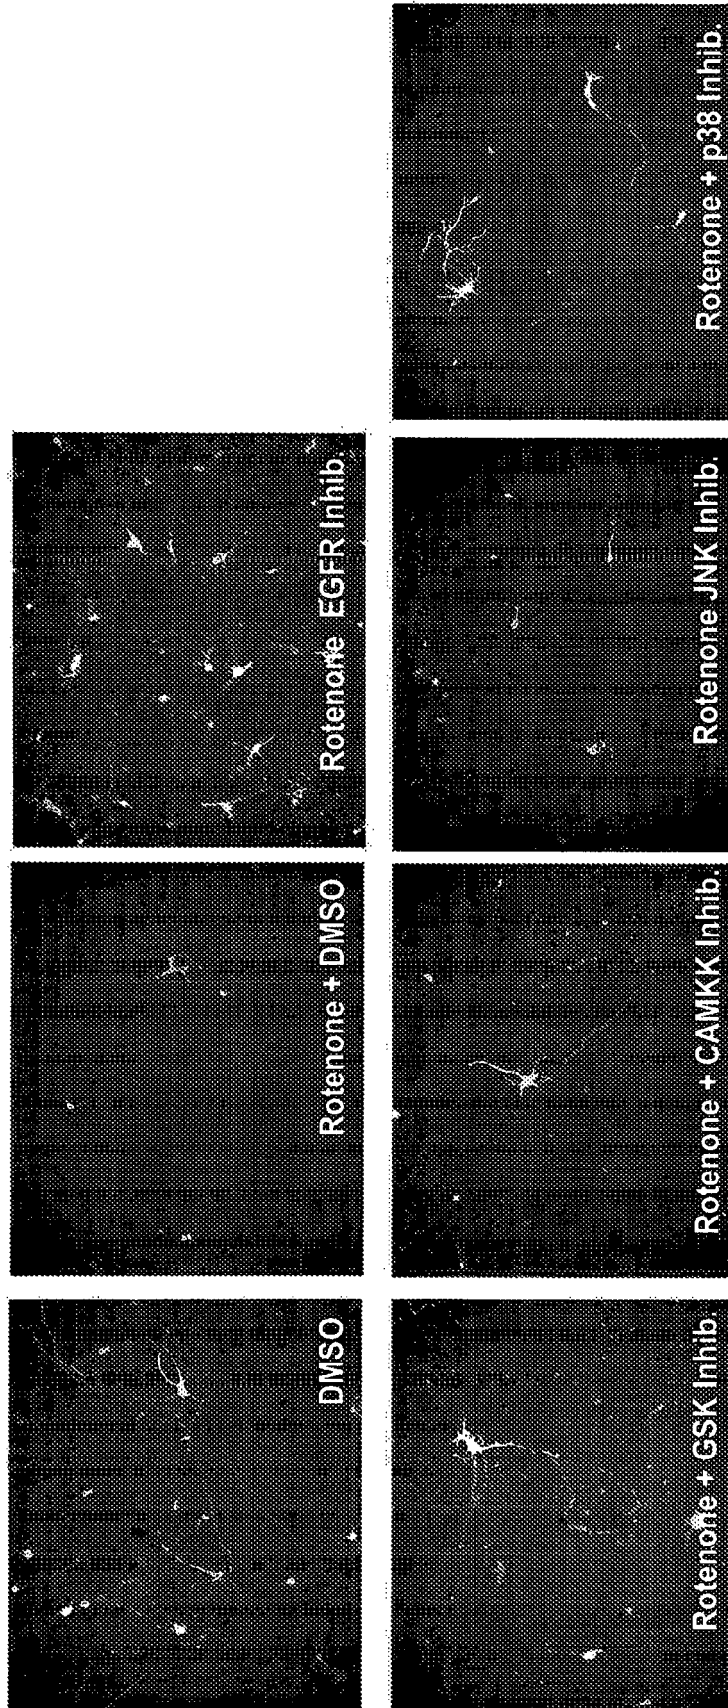 DMSO
Rotenone + DMSO
Rotenone EGFR Inhib.
Rotenone + GSK Inhib.
Rotenone + CAMKK Inhib.
Rotenone JNK Inhib.
Rotenone + p38 Inhib.